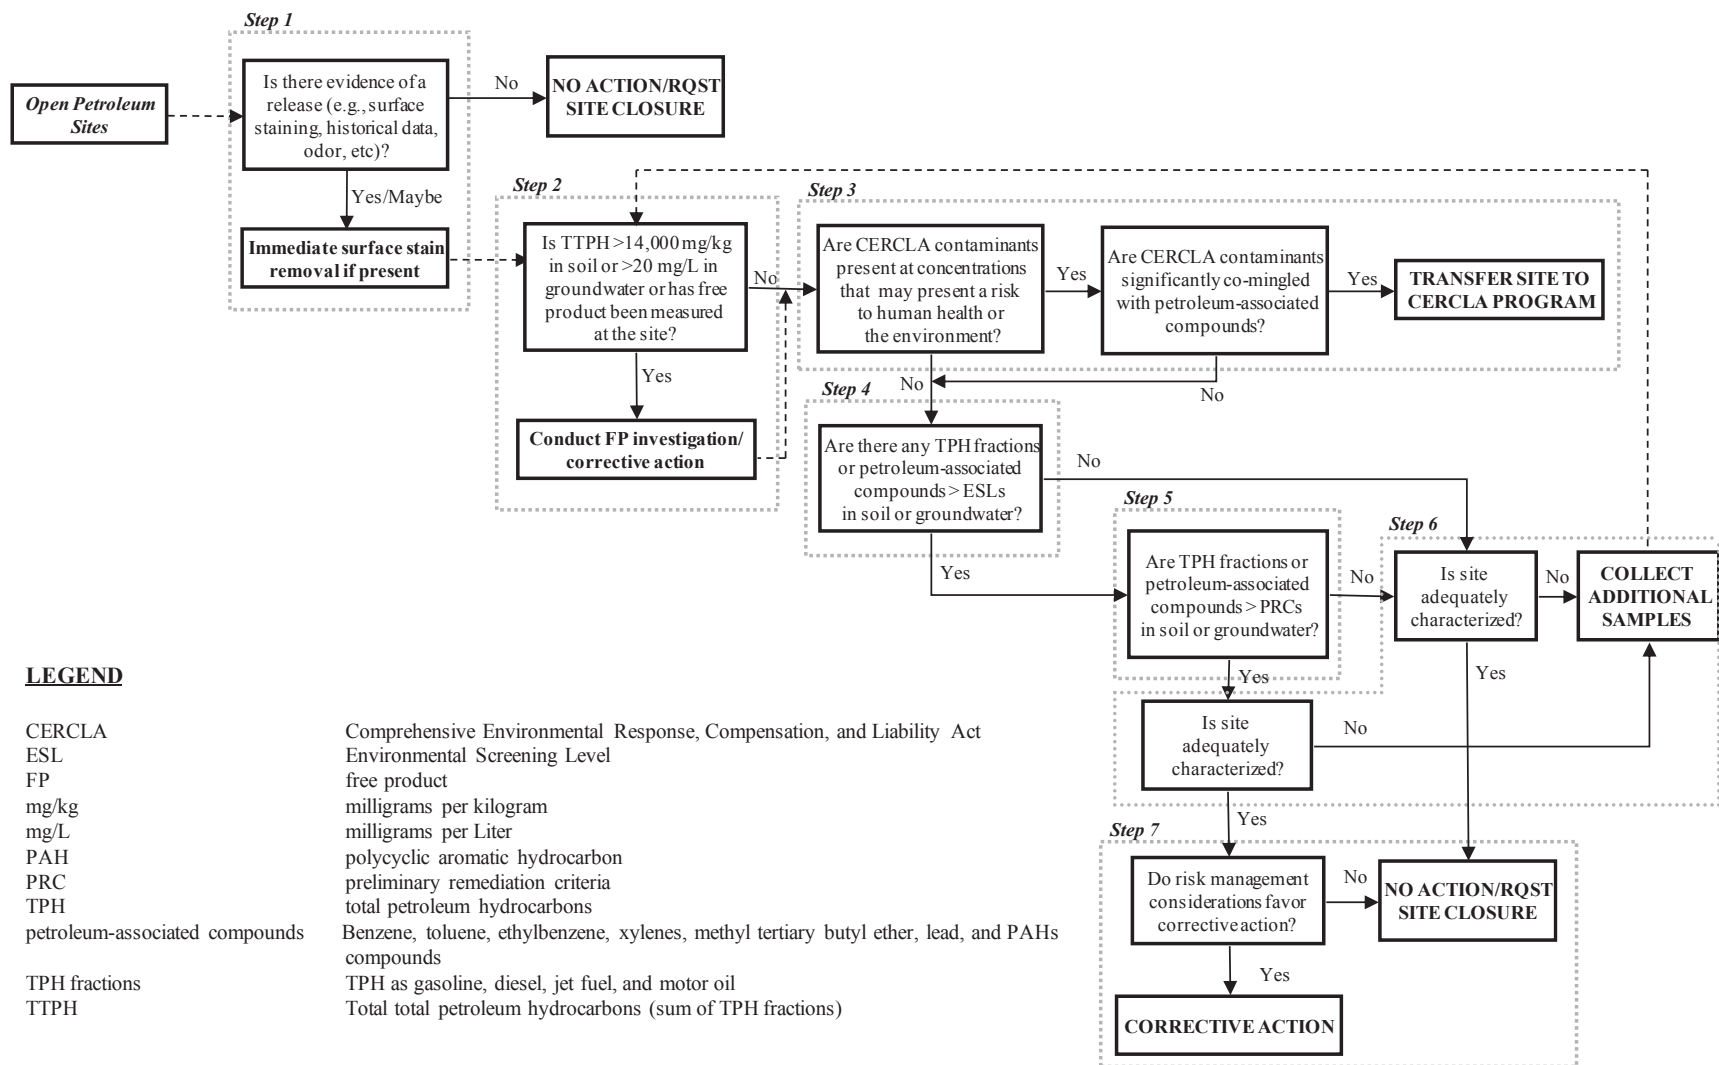 Step 1
Open Petroleum
Sites
Is there evidence of a
release (e.g., surface
staining, historical data,
odor, etc)?
No
NO ACTION/RQST
SITE CLOSURE
Yes/Maybe
Immediate surface stain
removal if present
Step 2
Is TTPH >14,000 mg/kg
in soil or >20 mg/L in
groundwater or has free
product been measured
at the site?
No
Yes
Conduct FP investigation/
corrective action
Step 3
Are CERCLA contaminants
present at concentrations
that may present a risk
to human health or
the environment?
Yes
Are CERCLA contaminants
significantly co-mingled
with petroleum-associated
compounds?
Yes
TRANSFER SITE TO
CERCLA PROGRAM
No
No
Step 4
Are there any TPH fractions
or petroleum-associated
compounds > ESLs
in soil or groundwater?
No
Yes
Step 5
Are TPH fractions or
petroleum-associated
compounds > PRCs
in soil or groundwater?
No
Yes
Step 6
Is site
adequately
characterized?
No
COLLECT
ADDITIONAL
SAMPLES
Yes
Is site
adequately
characterized?
No
Yes
Step 7
Do risk management
considerations favor
corrective action?
No
NO ACTION/RQST
SITE CLOSURE
Yes
CORRECTIVE ACTION
LEGEND
CERCLA Comprehensive Environmental Response, Compensation, and Liability Act
ESL Environmental Screening Level
FP free product
mg/kg milligrams per kilogram
mg/L milligrams per Liter
PAH polycyclic aromatic hydrocarbon
PRC preliminary remediation criteria
TPH total petroleum hydrocarbons
petroleum-associated compounds Benzene, toluene, ethylbenzene, xylenes, methyl tertiary butyl ether, lead, and PAHs
compounds
TPH fractions TPH as gasoline, diesel, jet fuel, and motor oil
TTPH Total total petroleum hydrocarbons (sum of TPH fractions)